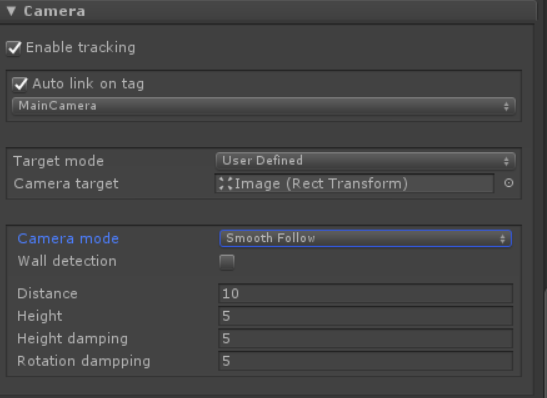 Camera
Enable tracking
Auto link on tag
MainCamera
Target mode User Defined
Camera target Image (Rect Transform)
Camera mode Smooth Follow
Wall detection
Distance 10
Height 5
Height damping 5
Rotation dampping 5